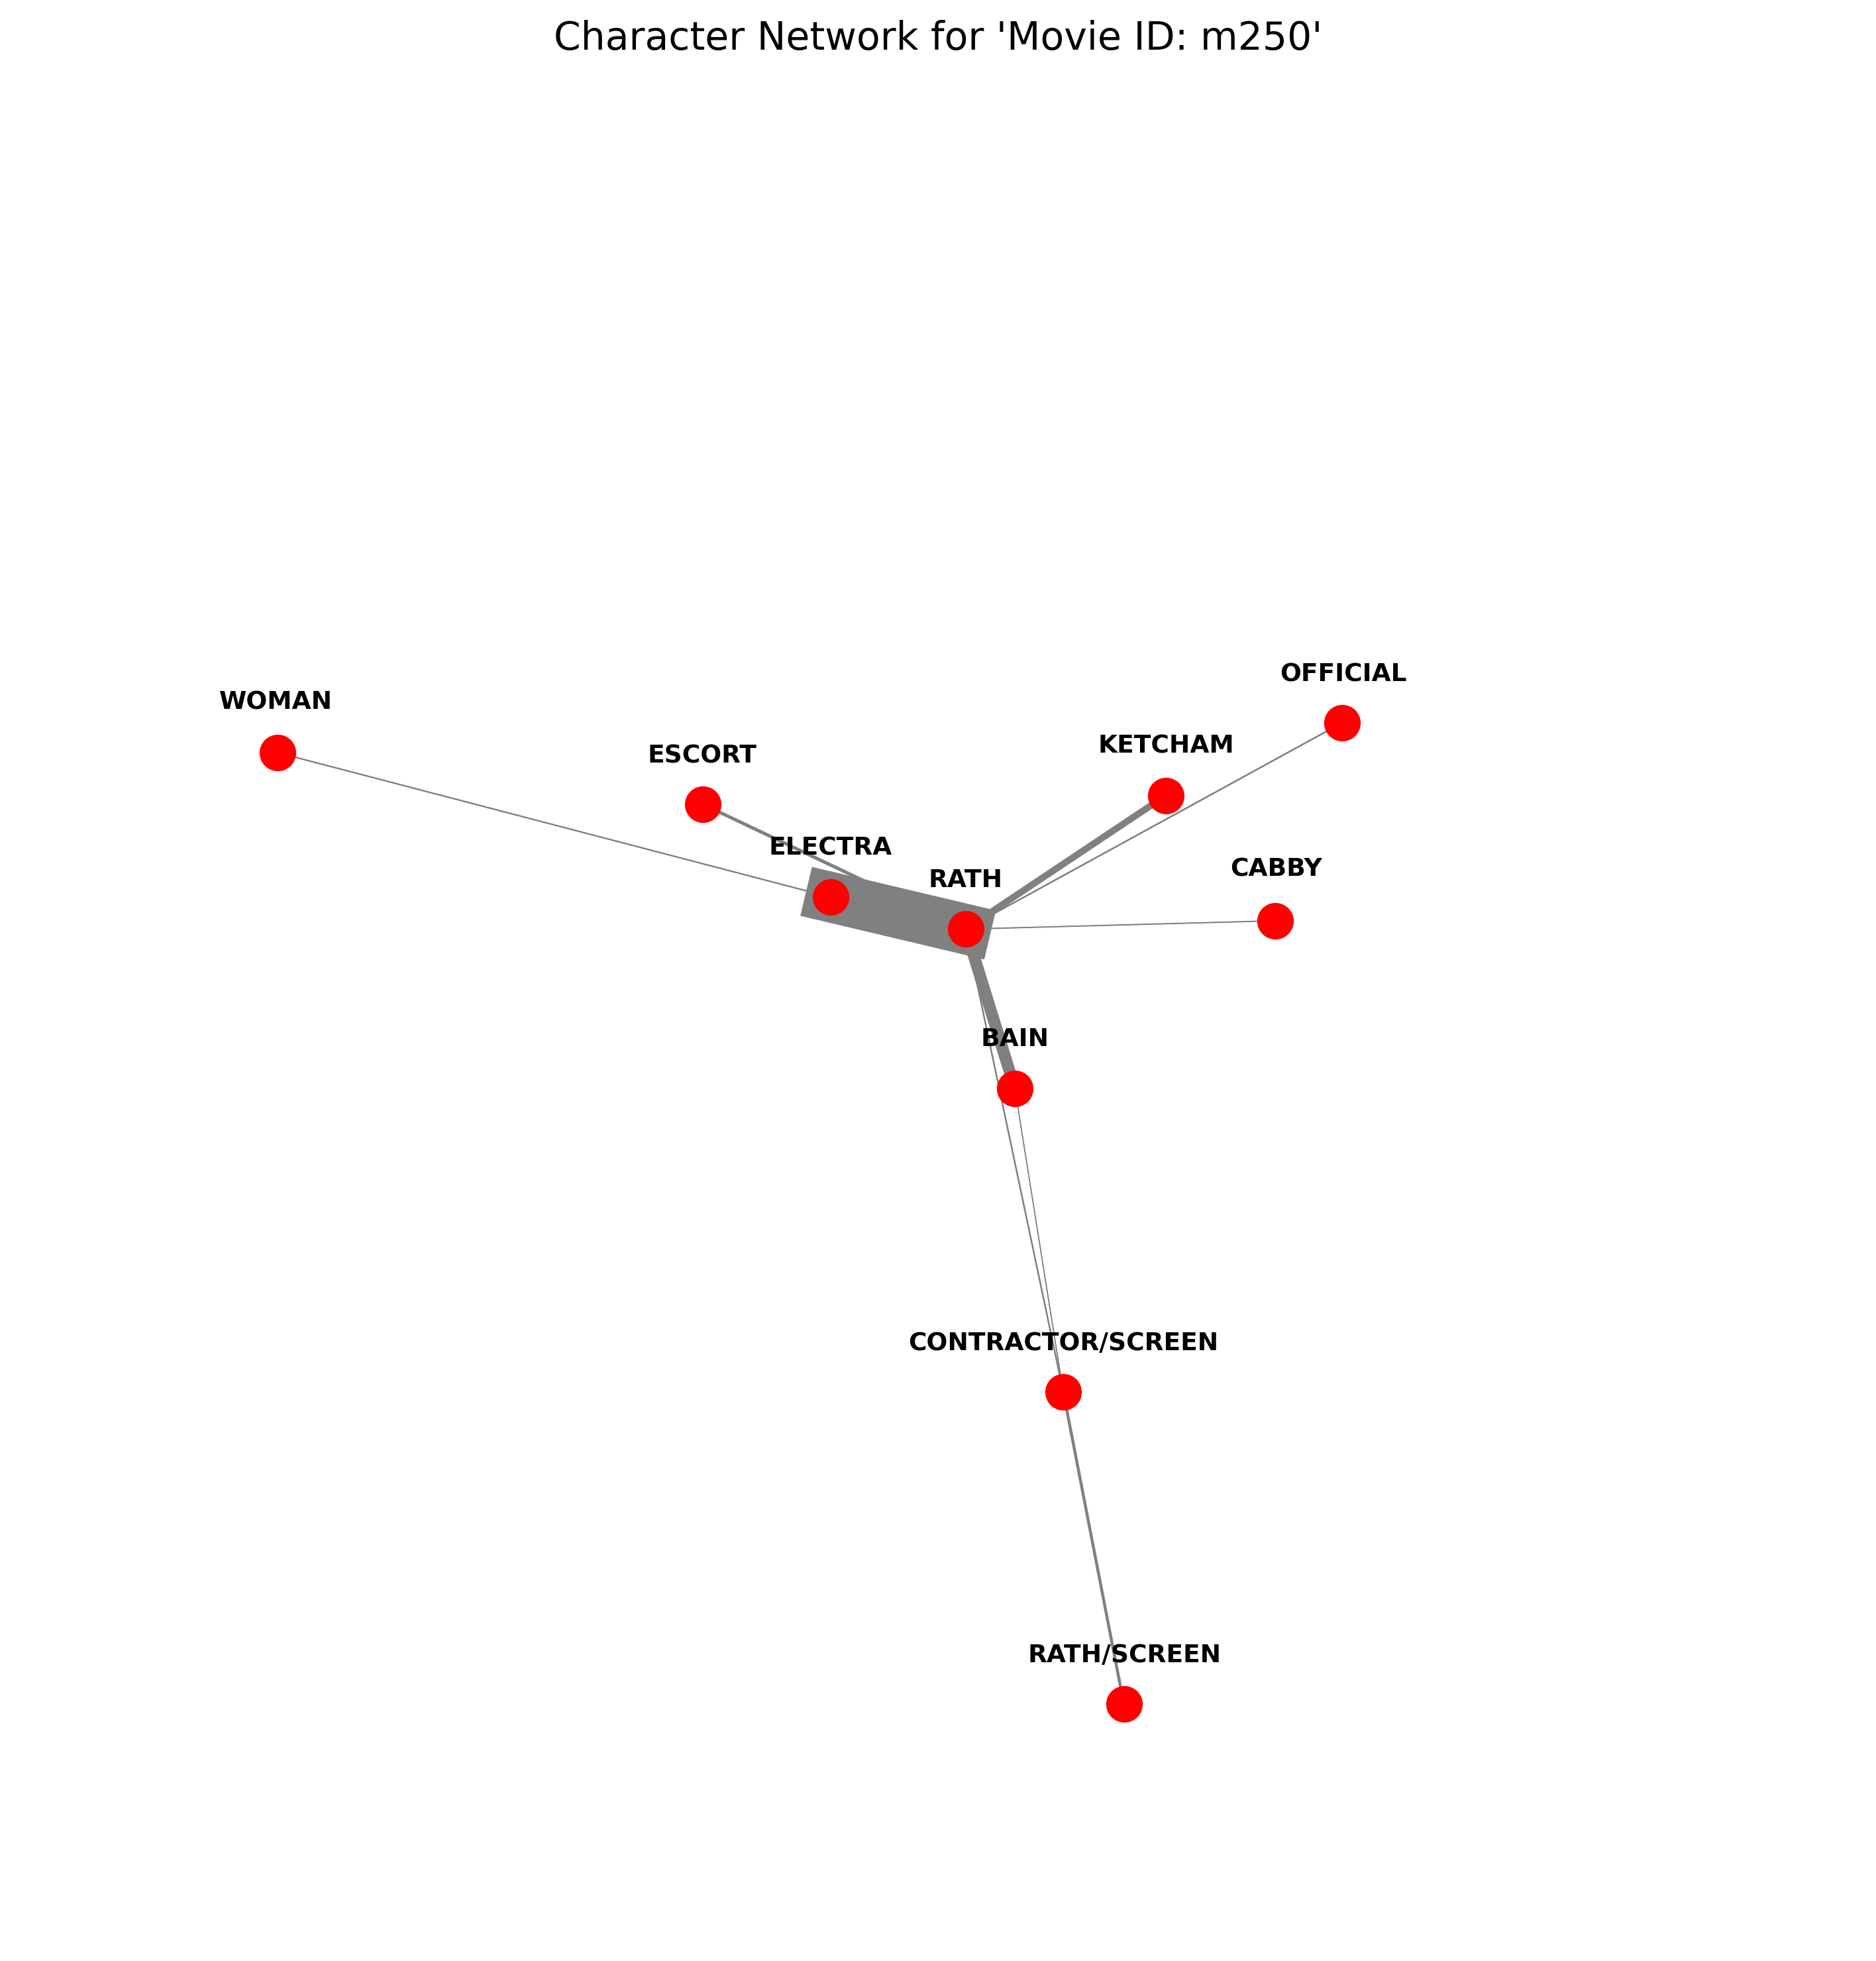 Character Network for 'Movie ID: m250'
OFFICIAL
WOMAN
KETCHAM
ESCORT
ELECTRA
CABBY
RATH
BAIN
CONTRACTOR/SCREEN
RATH/SCREEN